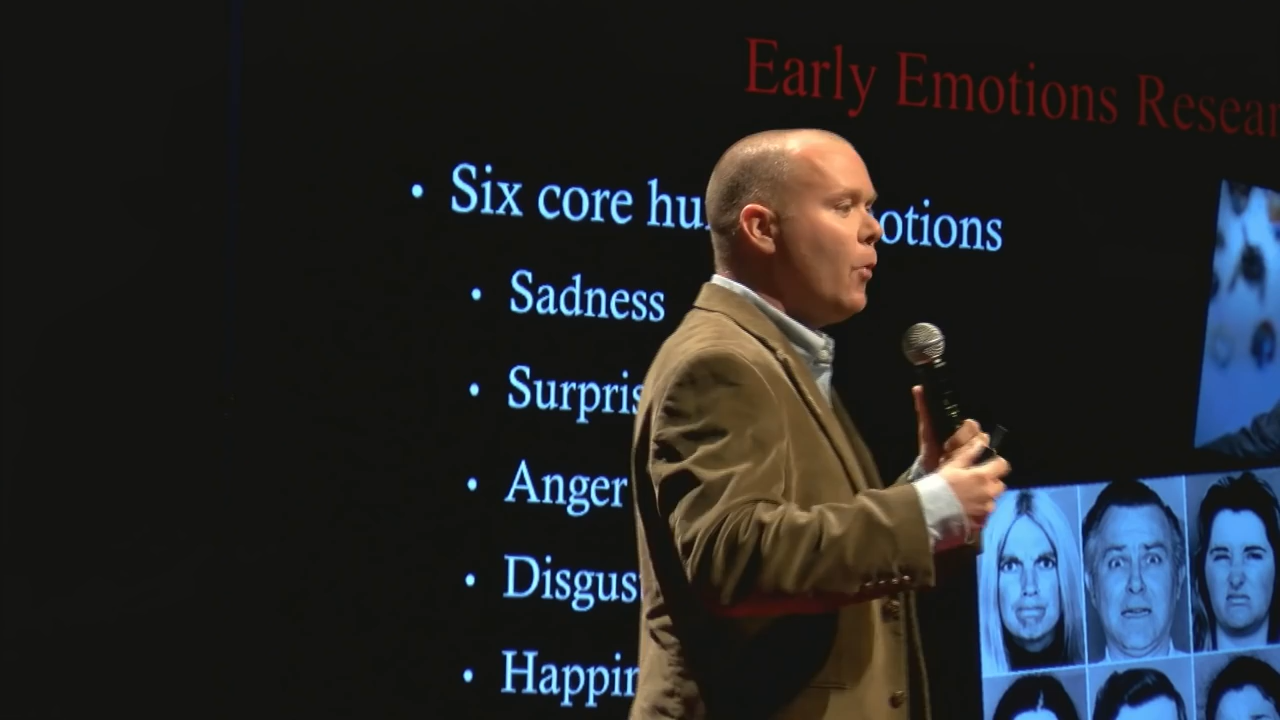 Early Emotions Resear
• Six core hu otions
• Sadness
• Surpris
• Anger
• Disgus
• Happin